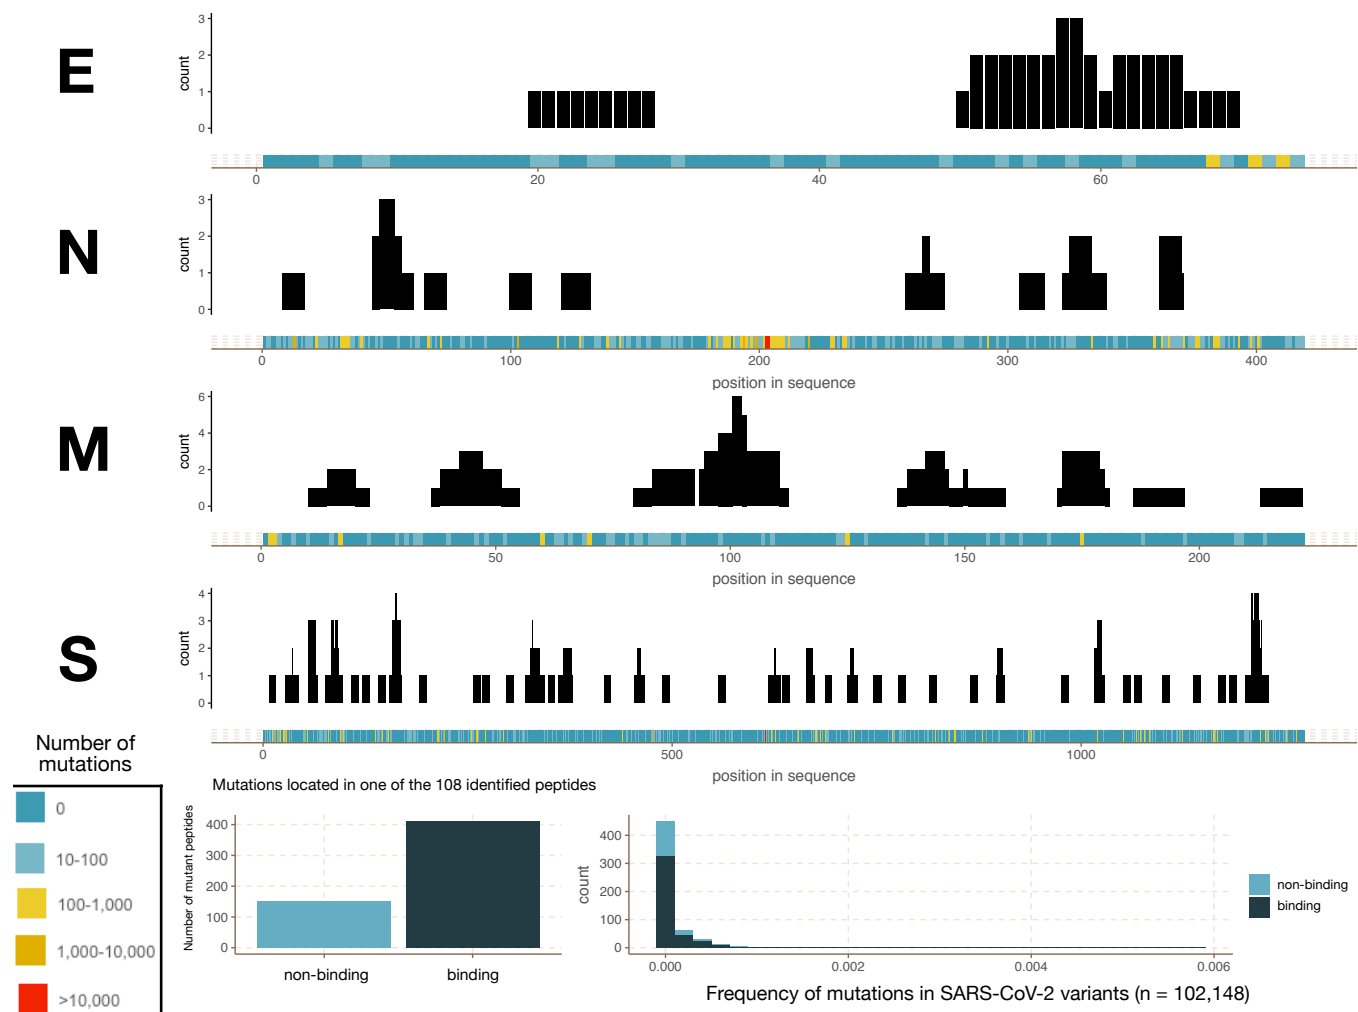 E
count
3
2
1
0
0
20
40
60
N
count
3
2
1
0
0
100
200
300
400
position in sequence
M
count
6
4
2
0
0
50
100
150
200
position in sequence
S
count
4
3
2
1
0
0
500
1000
position in sequence
Number of
mutations
0
10-100
100-1,000
1,000-10,000
>10,000
Mutations located in one of the 108 identified peptides
Number of mutant peptides
400
300
200
100
0
non-binding
binding
count
400
300
200
100
0
0.000
0.002
0.004
0.006
Frequency of mutations in SARS-CoV-2 variants (n = 102,148)
non-binding
binding